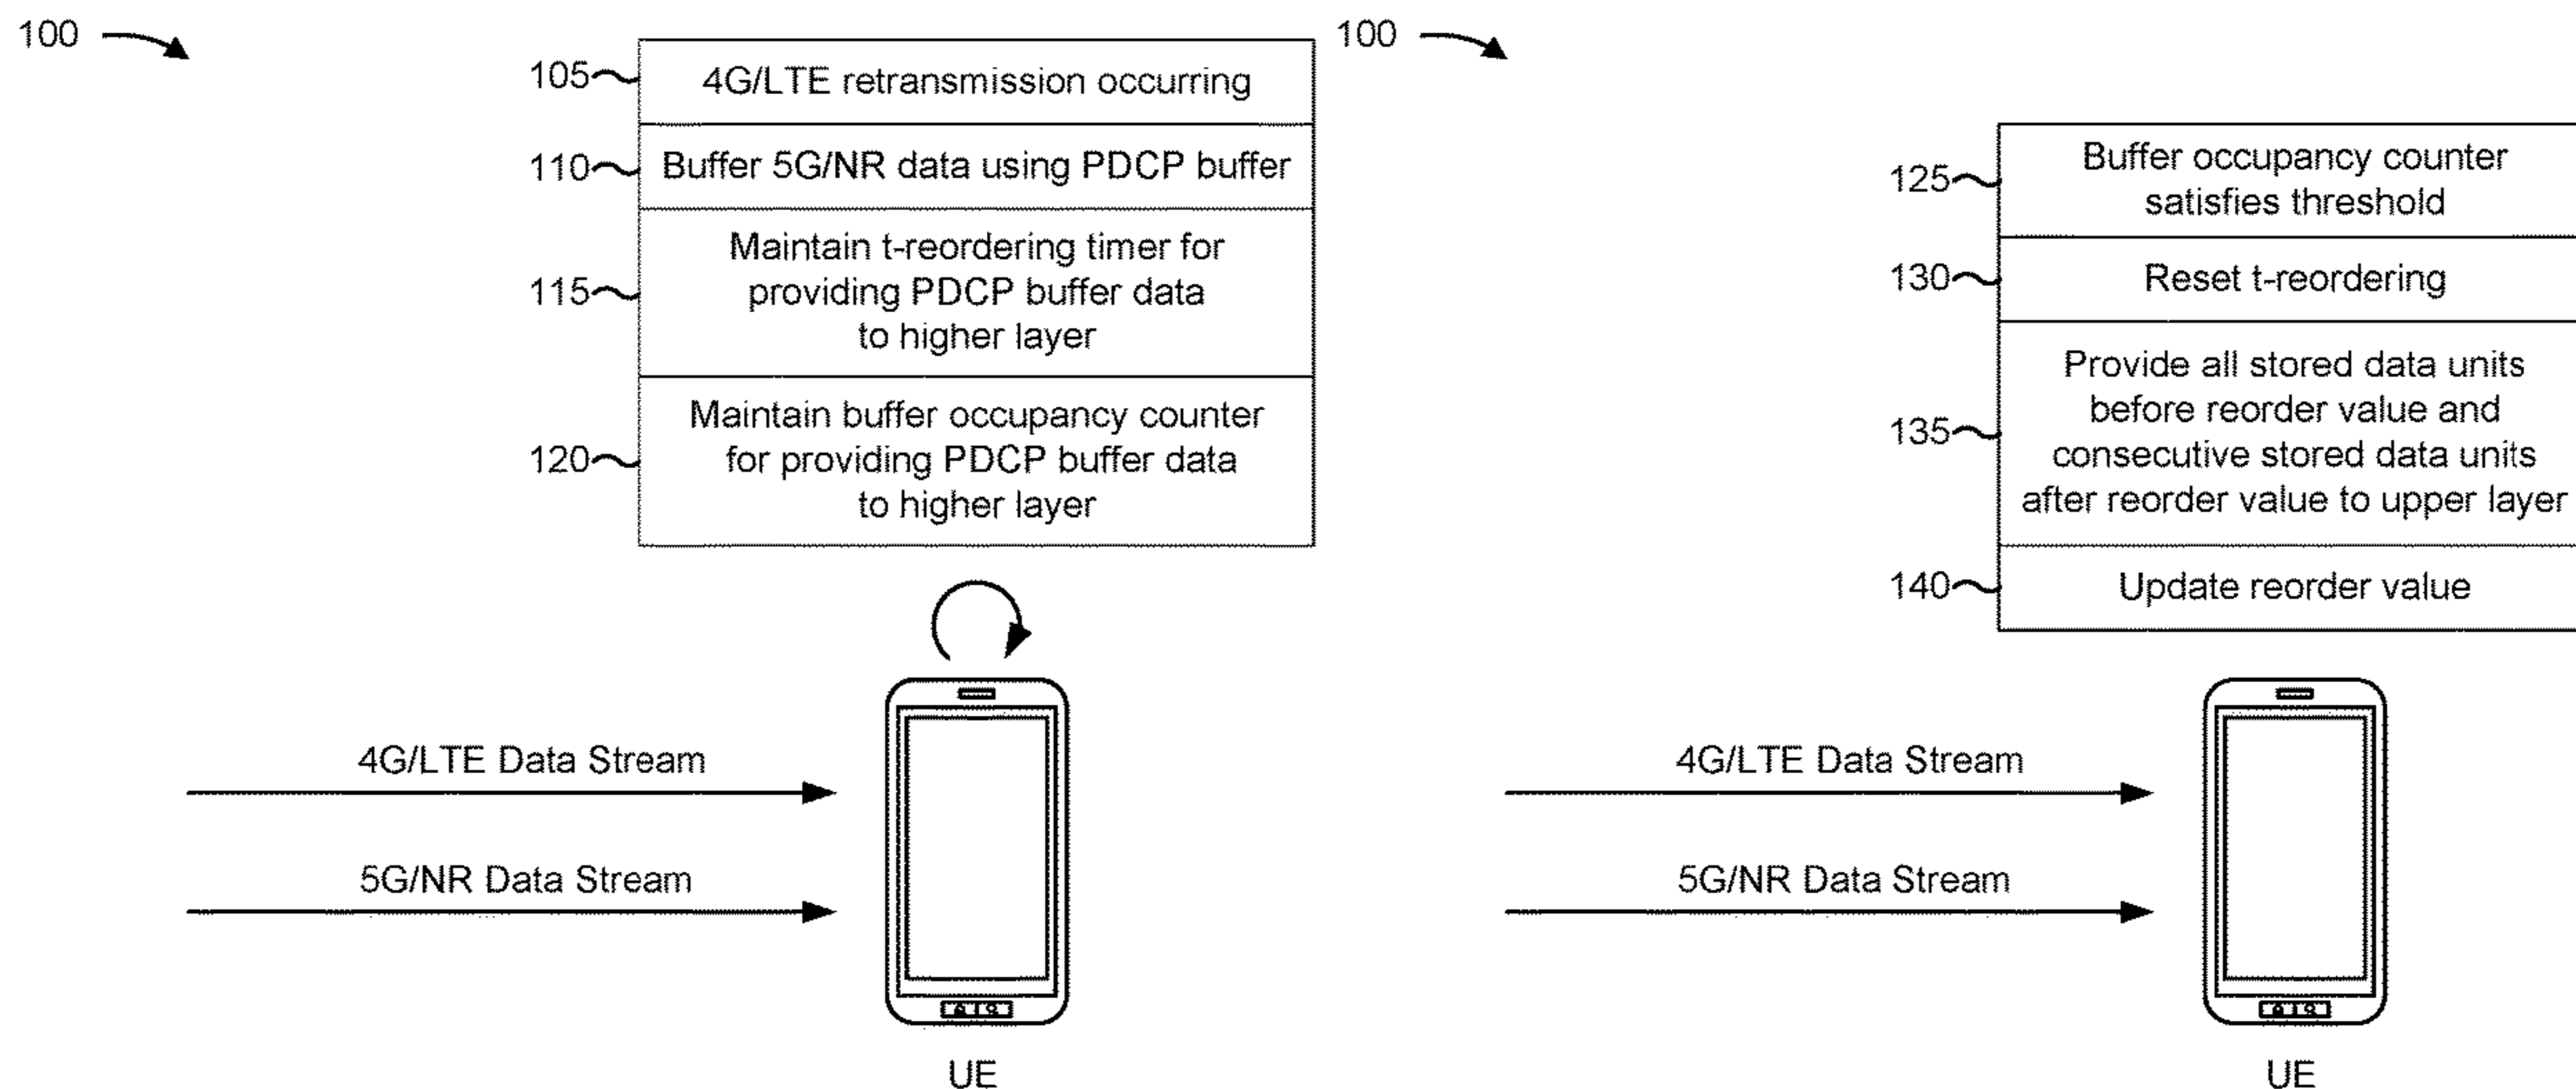 100
105
4G/LTE retransmission occurring
110
Buffer 5G/NR data using PDCP buffer
115
Maintain t-reordering timer for
providing PDCP buffer data
to higher layer
120
Maintain buffer occupancy counter
for providing PDCP buffer data
to higher layer
4G/LTE Data Stream
5G/NR Data Stream
UE
100
125
Buffer occupancy counter
satisfies threshold
130
Reset t-reordering
135
Provide all stored data units
before reorder value and
consecutive stored data units
after reorder value to upper layer
140
Update reorder value
4G/LTE Data Stream
5G/NR Data Stream
UE